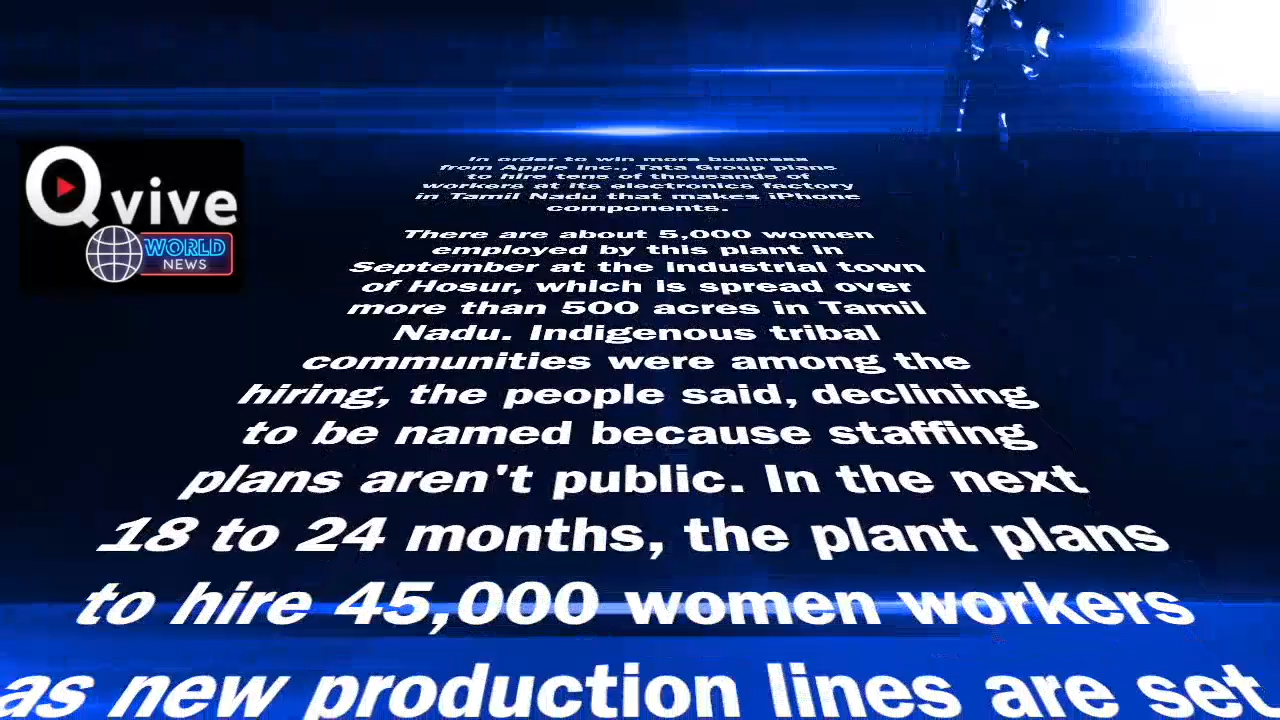 Qvive
WORLD
NEWS
In order to win more business
from Apple Inc., Tata Group plans
to hire tens of thousands of
workers at its electronics factory
in Tamil Nadu that makes iPhone
components.
There are about 5,000 women
employed by this plant in
September at the industrial town
of Hosur, which is spread over
more than 500 acres in Tamil
Nadu. Indigenous tribal
communities were among the
hiring, the people said, declining
to be named because staffing
plans aren't public. In the next
18 to 24 months, the plant plans
to hire 45,000 women workers
as new production lines are set